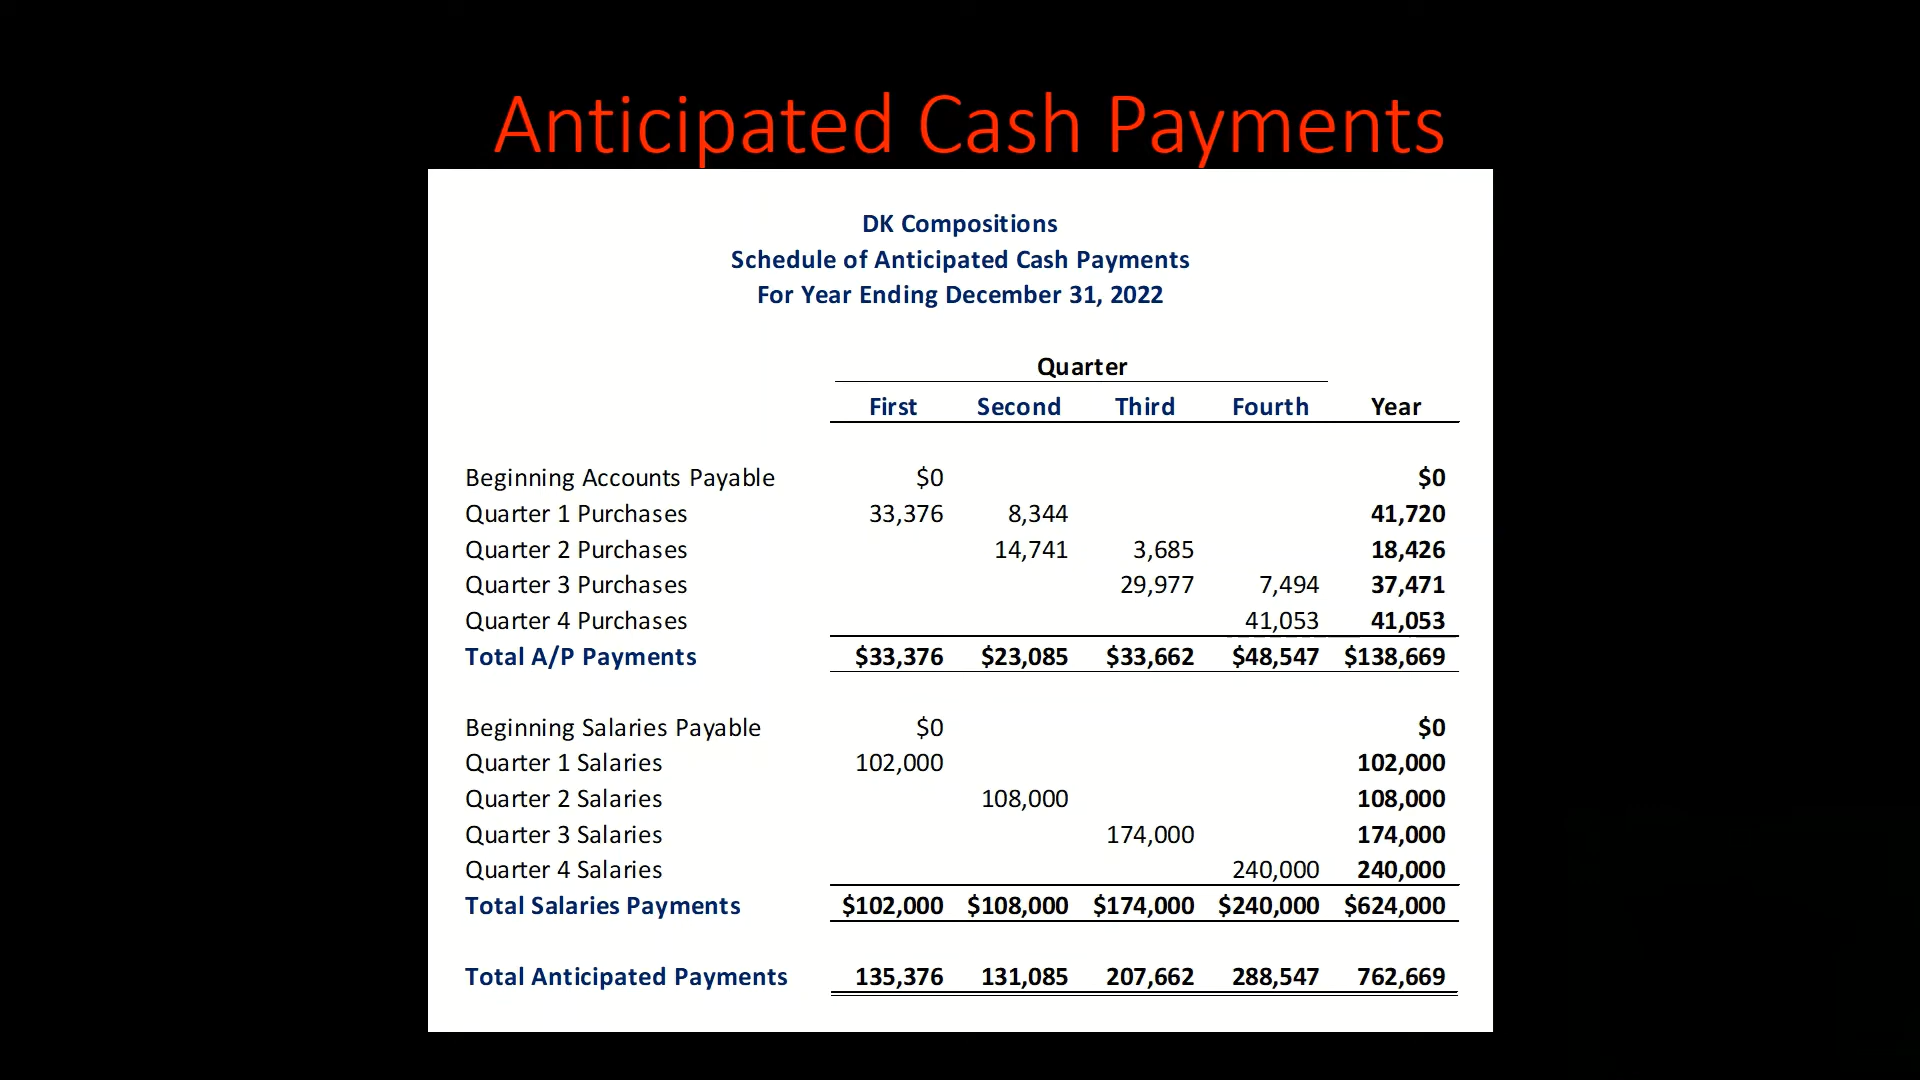 Anticipated Cash Payments
DK Compositions
Schedule of Anticipated Cash Payments
For Year Ending December 31, 2022
Quarter
First Second Third Fourth Year
Beginning Accounts Payable $0 $0
Quarter 1 Purchases 33,376 8,344 41,720
Quarter 2 Purchases 14,741 3,685 18,426
Quarter 3 Purchases 29,977 7,494 37,471
Quarter 4 Purchases 41,053 41,053
Total A/P Payments $33,376 $23,085 $33,662 $48,547 $138,669
Beginning Salaries Payable $0 $0
Quarter 1 Salaries 102,000 102,000
Quarter 2 Salaries 108,000 108,000
Quarter 3 Salaries 174,000 174,000
Quarter 4 Salaries 240,000 240,000
Total Salaries Payments $102,000 $108,000 $174,000 $240,000 $624,000
Total Anticipated Payments 135,376 131,085 207,662 288,547 762,669